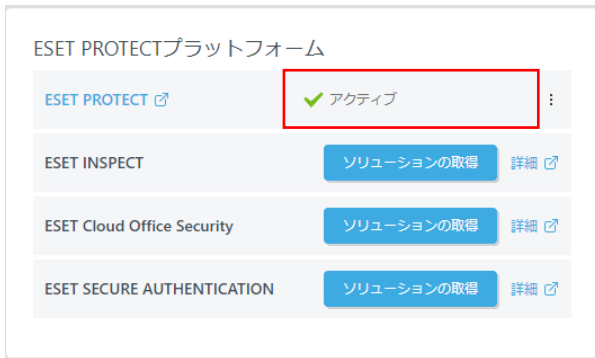 ESET PROTECTプラットフォーム
ESET PROTECT アクティブ
ESET INSPECT ソリューションの取得 詳細
ESET Cloud Office Security ソリューションの取得 詳細
ESET SECURE AUTHENTICATION ソリューションの取得 詳細